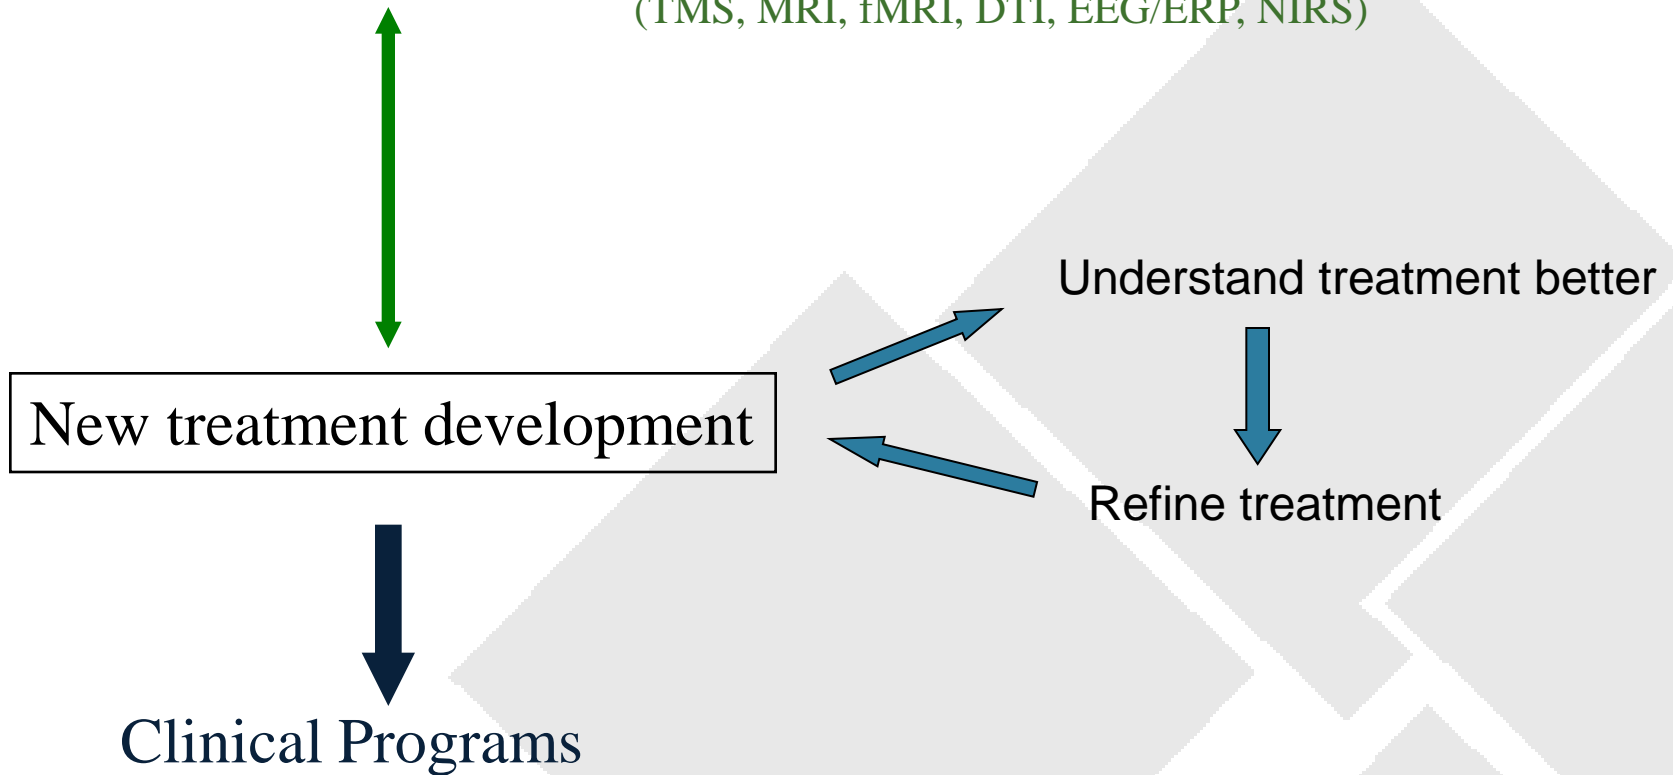 (TMS, MRI, fMRI, DTI, EEG/ERP, NIRS)
Understand treatment better
New treatment development
Refine treatment
Clinical Programs